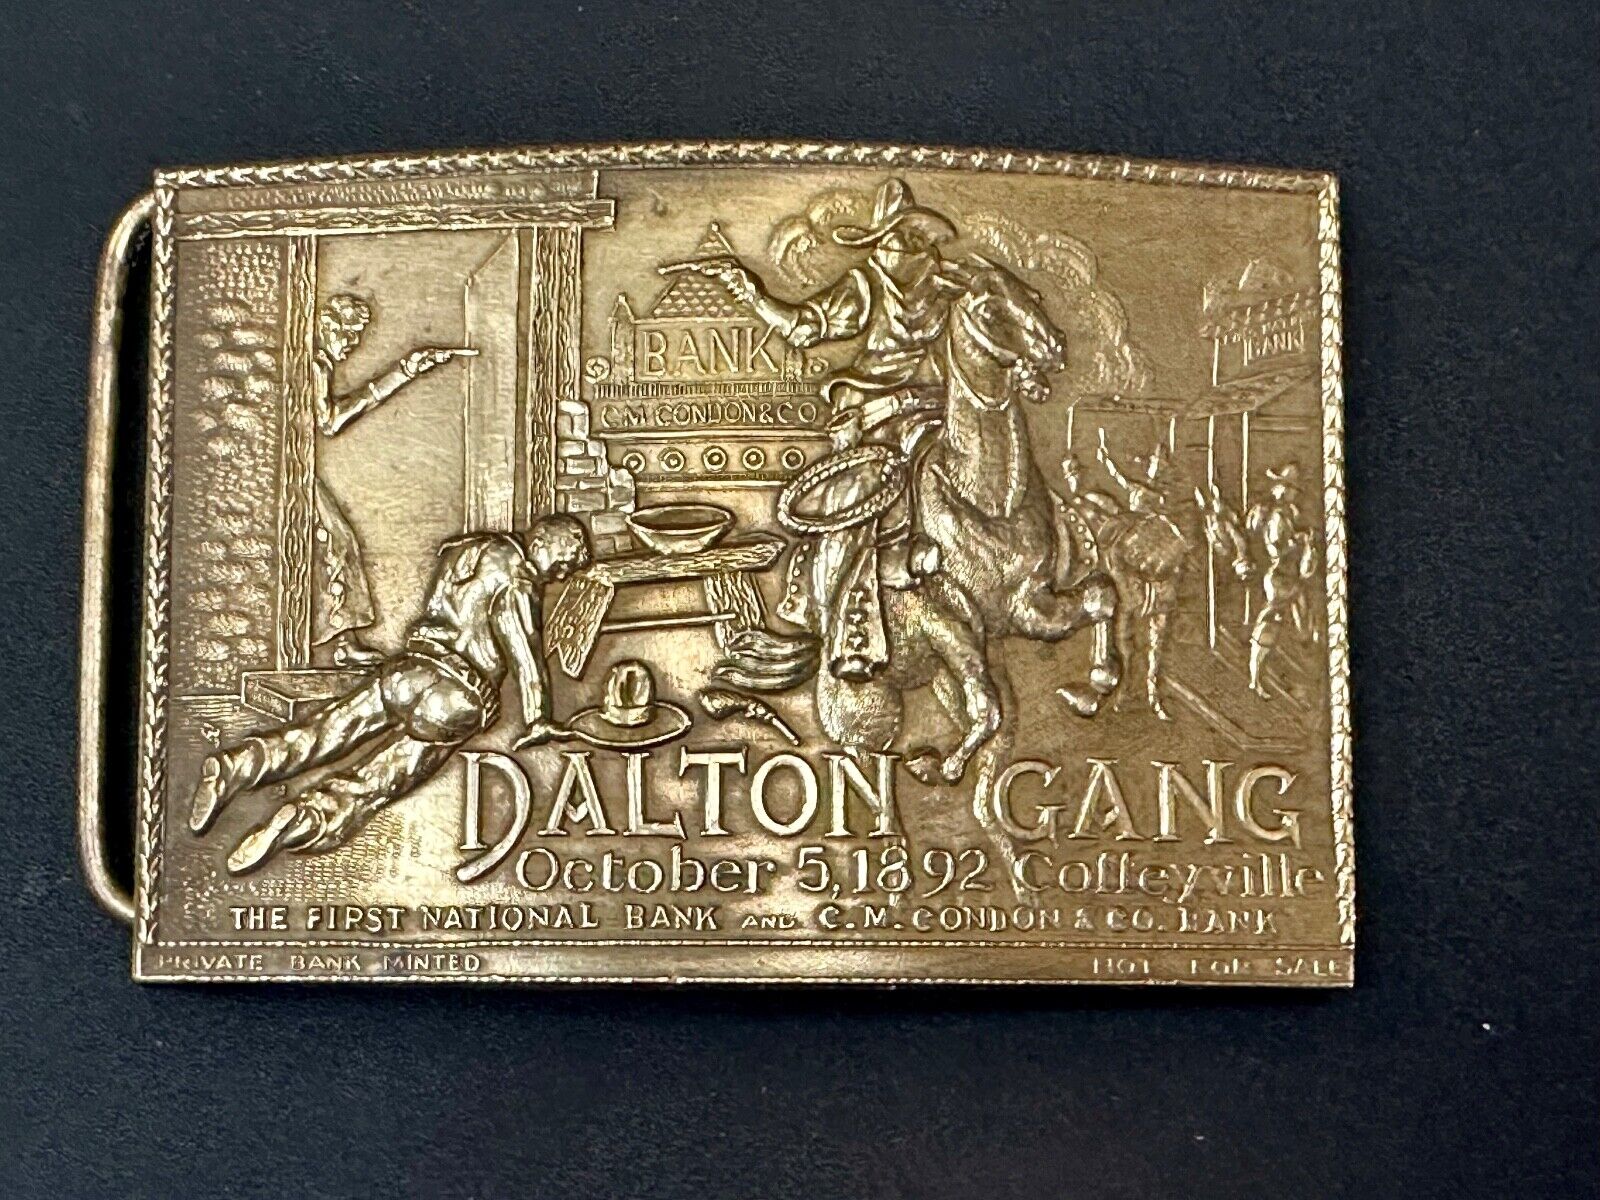 BANK
C.M. CONDON & CO
BANK
DALTON GANG
October 5, 1892 Coffeyville
THE FIRST NATIONAL BANK AND C.M. CONDON & CO. BANK
PRIVATE BANK MINTED
NOT FOR SALE